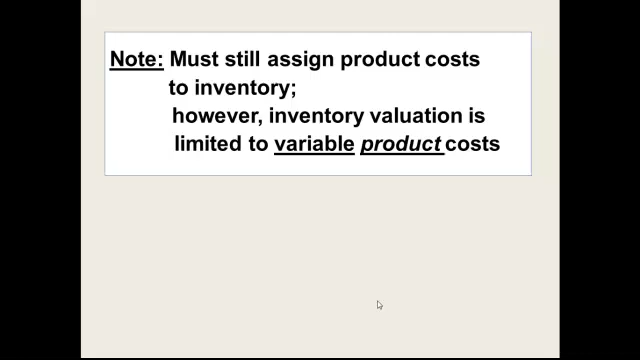 Note: Must still assign product costs
to inventory;
however, inventory valuation is
limited to variable product costs